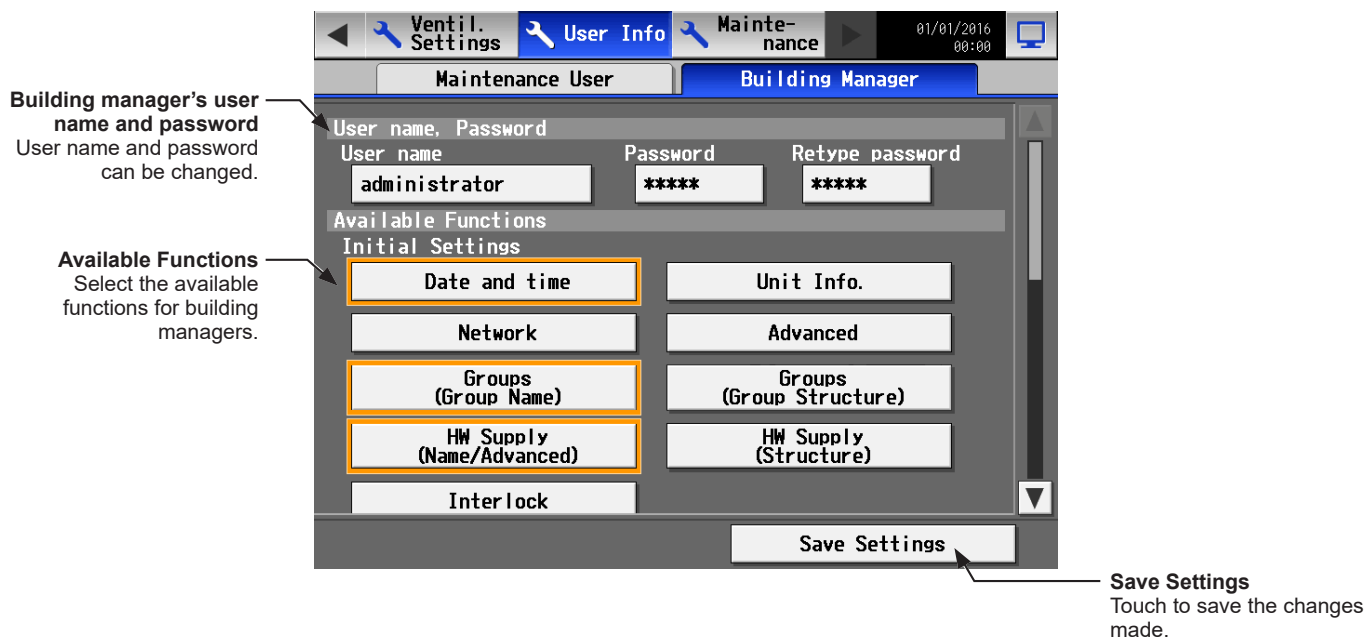 Ventil. Settings User Info Mainte- nance 01/01/2016 00:00
Maintenance User Building Manager
Building manager's user name and password
User name and password can be changed.
User name, Password
User name Password Retype password
administrator ***** *****
Available Functions
Initial Settings
Available Functions
Select the available functions for building managers.
Date and time Unit Info.
Network Advanced
Groups (Group Name) Groups (Group Structure)
HW Supply (Name/Advanced) HW Supply (Structure)
Interlock
Save Settings
Save Settings
Touch to save the changes made.